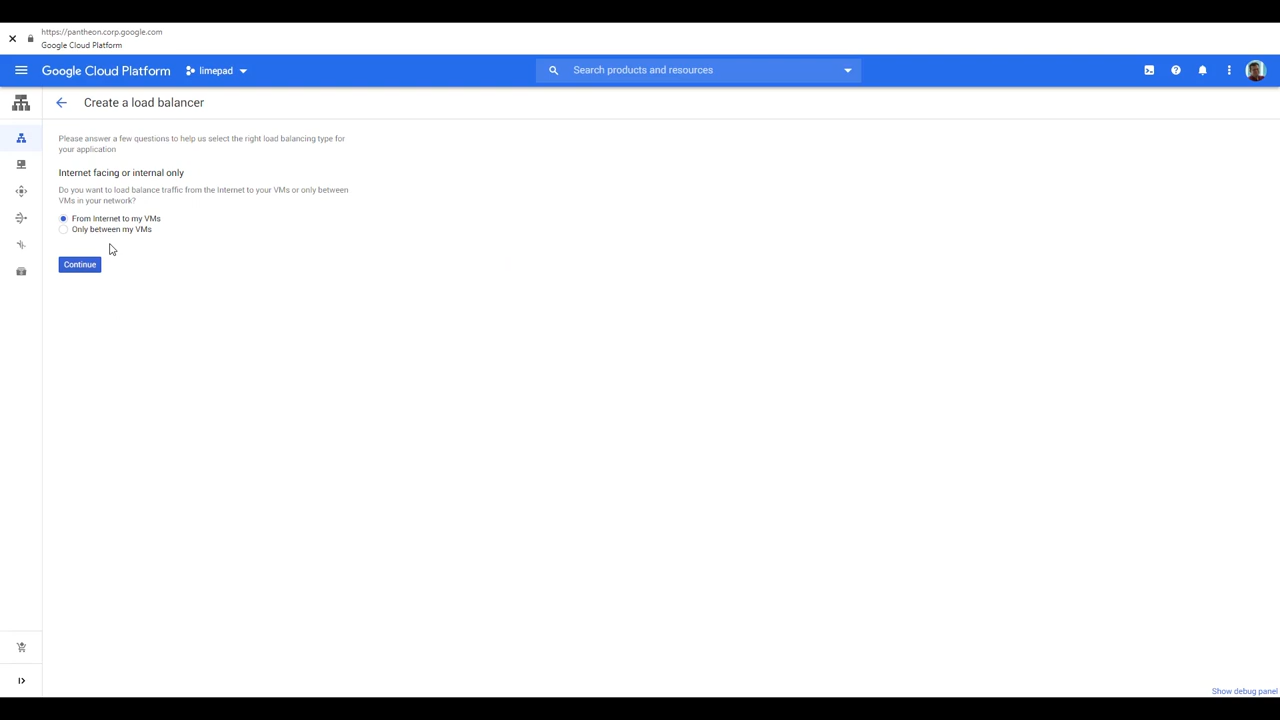 https://pantheon.corp.google.com
Google Cloud Platform
Google Cloud Platform
limepad
Search products and resources
Create a load balancer
Please answer a few questions to help us select the right load balancing type for
your application
Internet facing or internal only
Do you want to load balance traffic from the Internet to your VMs or only between
VMs in your network?
From Internet to my VMs
Only between my VMs
Continue
Show debug panel